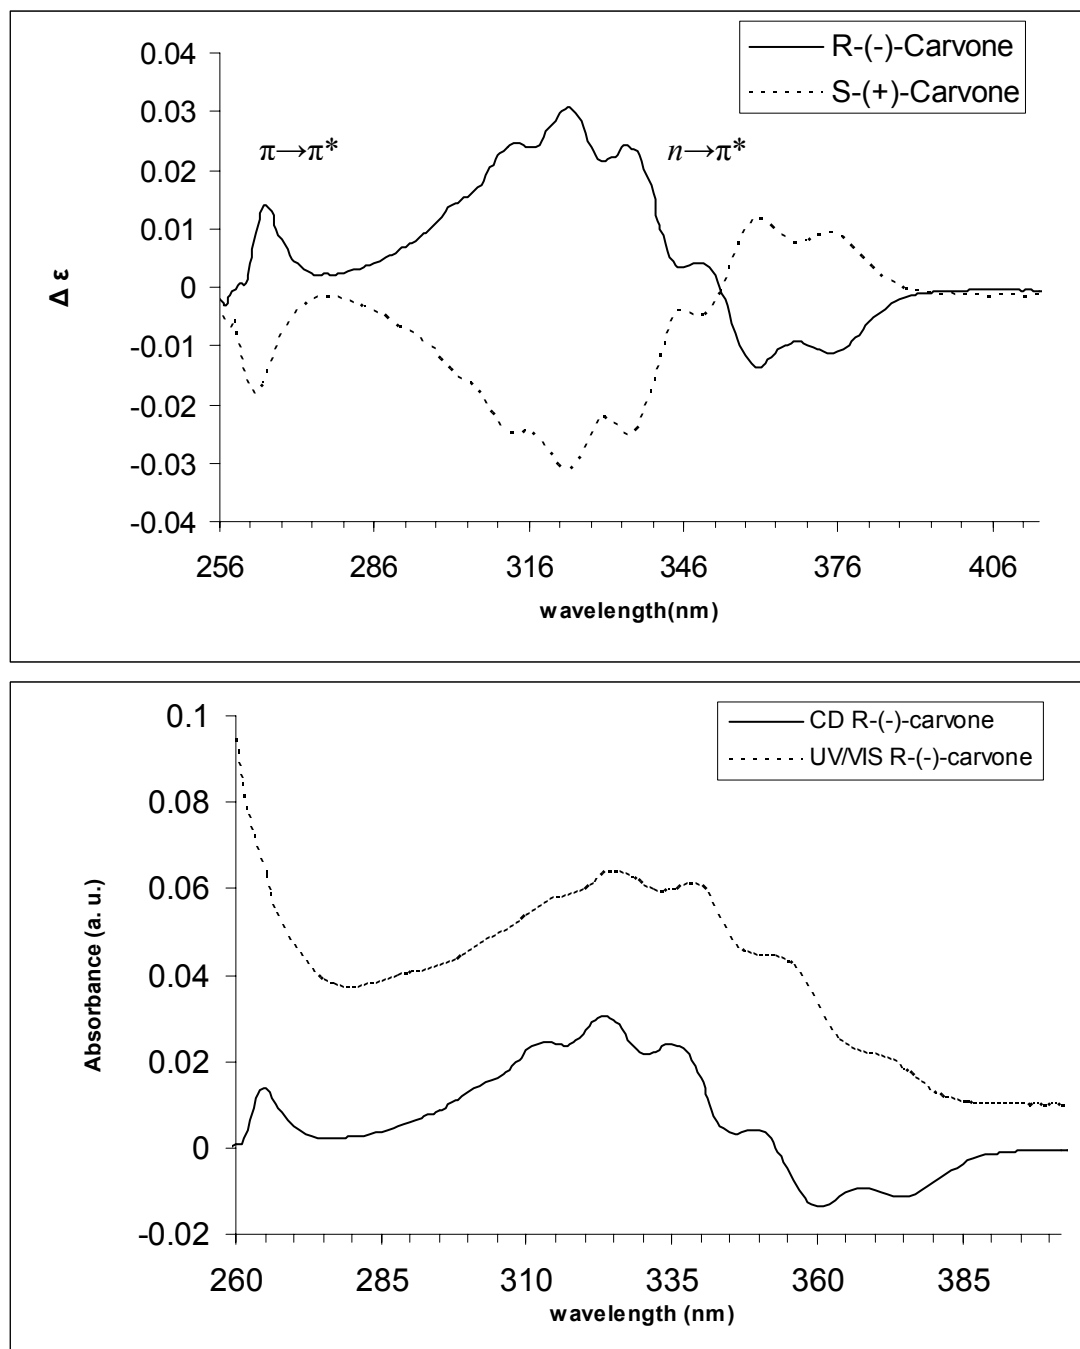 0.04
0.03
0.02
0.01
0
-0.01
-0.02
-0.03
-0.04
Δ ε
R-(-)-Carvone
S-(+)-Carvone
π→π*
n→π*
256 286 316 346 376 406
wavelength(nm)
0.1
0.08
0.06
0.04
0.02
0
-0.02
Absorbance (a. u.)
CD R-(-)-carvone
UV/VIS R-(-)-carvone
260 285 310 335 360 385
wavelength (nm)